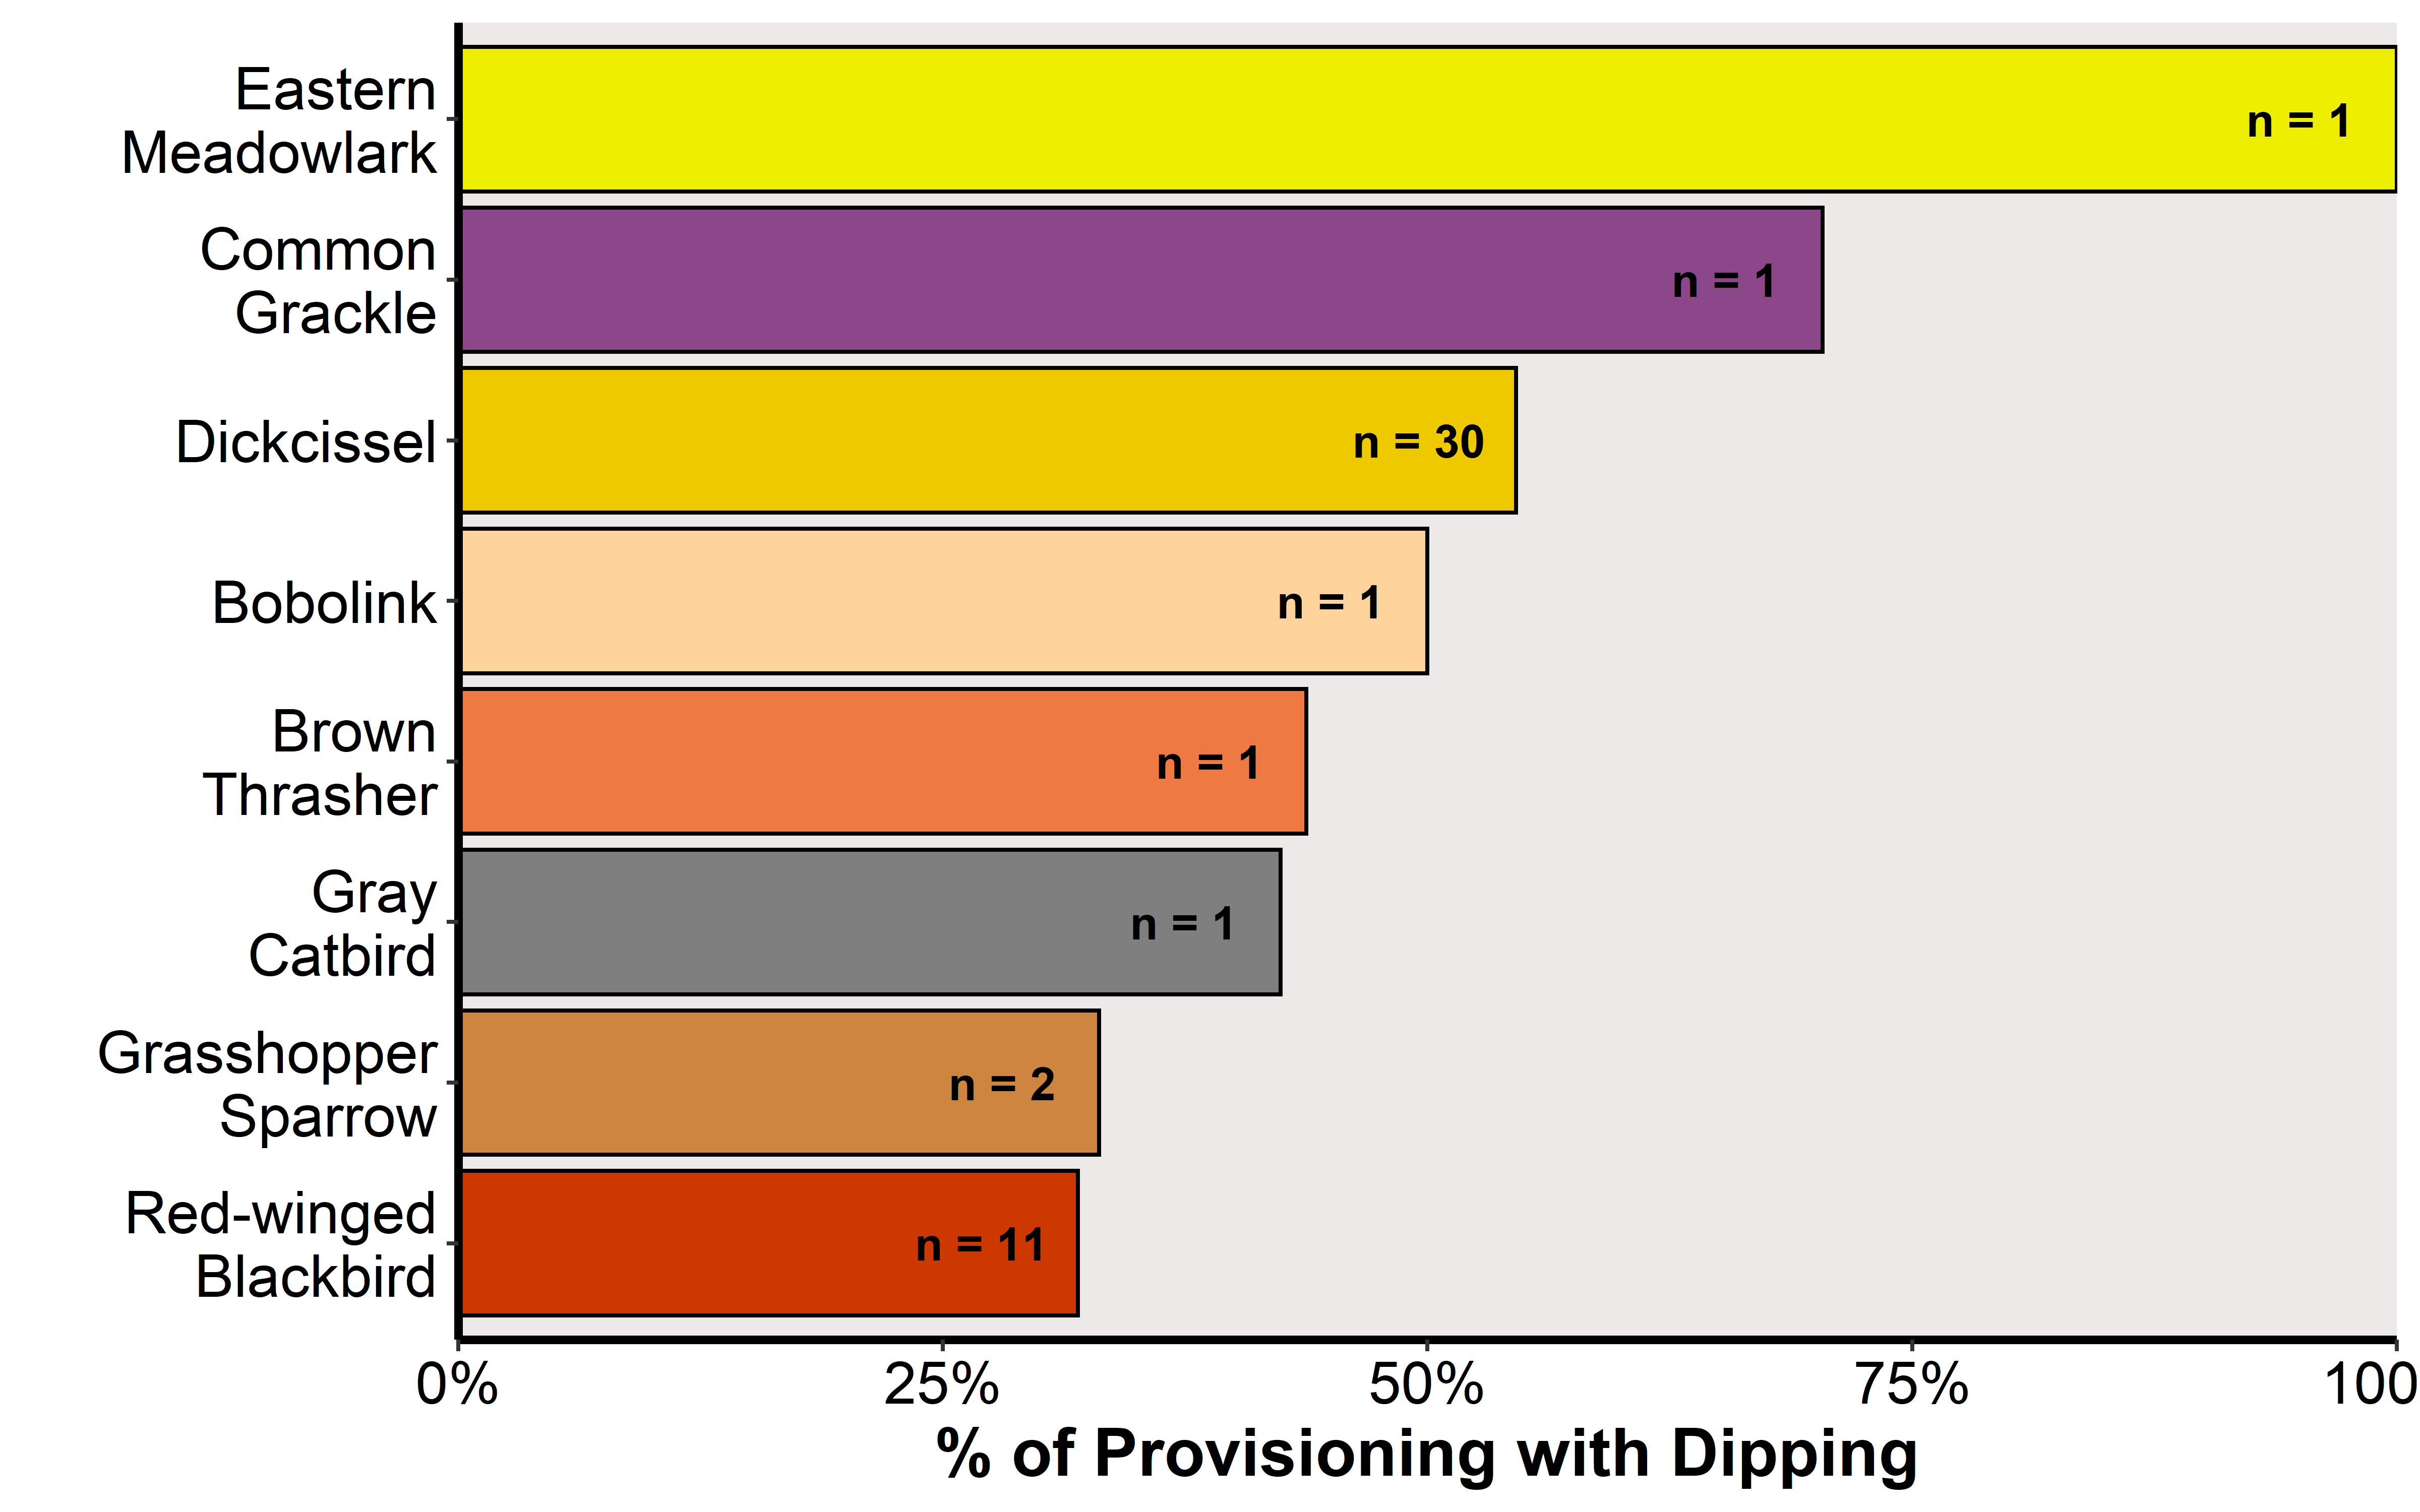 Eastern
Meadowlark
n = 1
Common
Grackle
n = 1
Dickcissel
n = 30
Bobolink
n = 1
Brown
Thrasher
n = 1
Gray
Catbird
n = 1
Grasshopper
Sparrow
n = 2
Red-winged
Blackbird
n = 11
0% 25% 50% 75% 100
% of Provisioning with Dipping